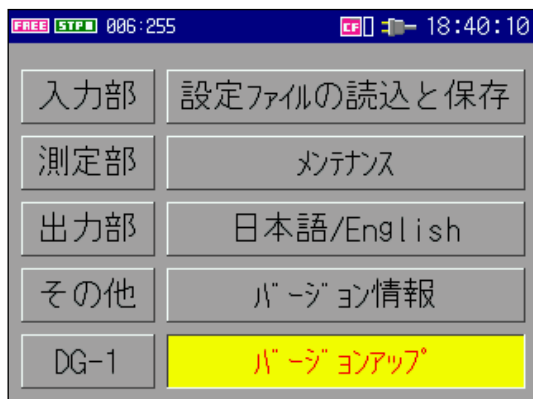 FREE STP 006:255 CF 18:40:10
入力部 設定ファイルの読込と保存
測定部 メンテナンス
出力部 日本語/English
その他 バージョン情報
DG-1 バージョンアップ